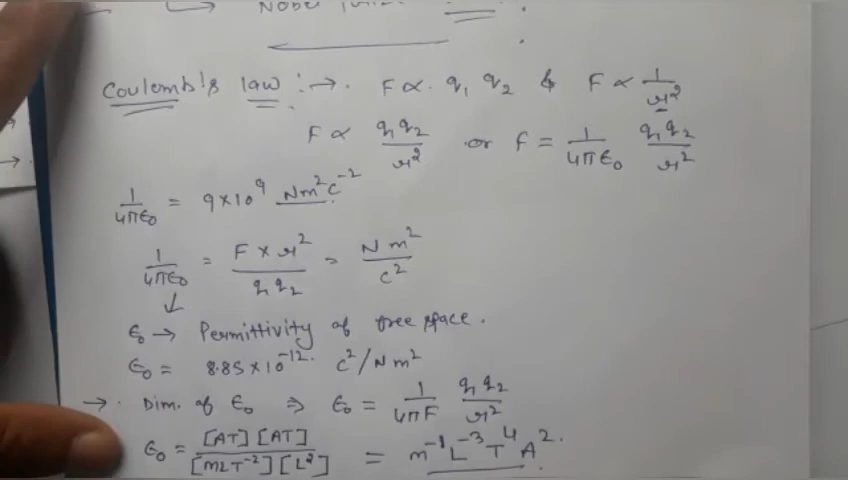 Coulomb's law :→. F ∝ q₁ q₂ & F ∝ 1/r²
F ∝ q₁q₂/r² or F = 1/4πϵ₀ q₁q₂/r²
1/4πϵ₀ = 9×10⁹ Nm²C⁻²
1/4πϵ₀ = F × r²/q₁ q₂ = Nm²/C²
↓
ϵ₀ → Permittivity of free space.
ϵ₀ = 8.85×10⁻¹². C²/Nm²
→. Dim. of ϵ₀ ⇒ ϵ₀ = 1/4πF q₁q₂/r²
ϵ₀ = [AT][AT]/[MLT⁻²][L²] = M⁻¹L⁻³T⁴A².